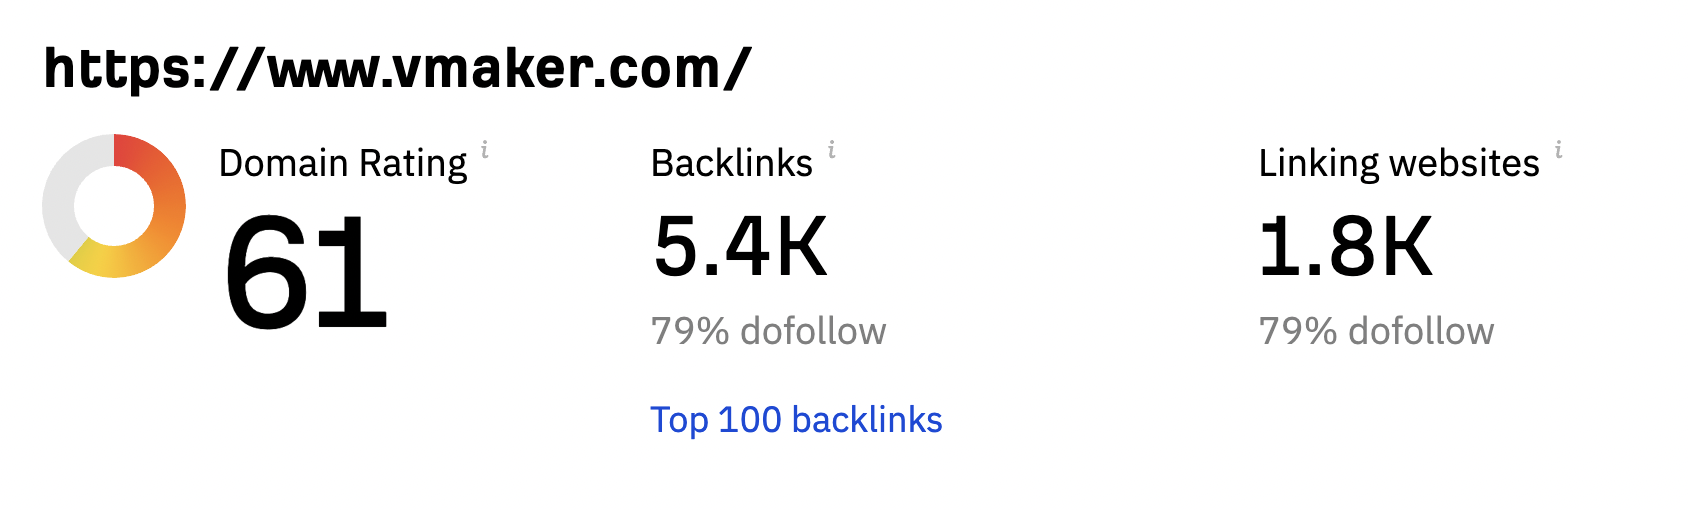 https://www.vmaker.com/
Domain Rating i
61
Backlinks i
5.4K
79% dofollow
Top 100 backlinks
Linking websites i
1.8K
79% dofollow